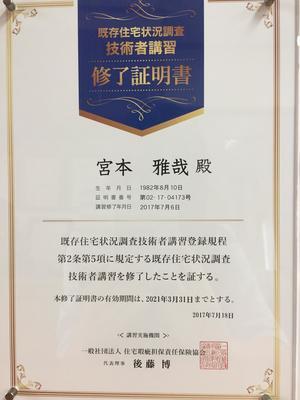 既存住宅状況調査
技術者講習
修了証明書
宮本 雅哉 殿
生年月日 1982年8月10日
証明書番号 第02-17-04173号
講習修了年月日 2017年7月6日
既存住宅状況調査技術者講習登録規程
第2条第5項に規定する既存住宅状況調査
技術者講習を修了したことを証する。
本修了証明書の有効期間は、2021年3月31日までとする。
2017年7月18日
＜ 講習実施機関 ＞
一般社団法人 住宅瑕疵担保責任保険協会
代表理事 後藤 博